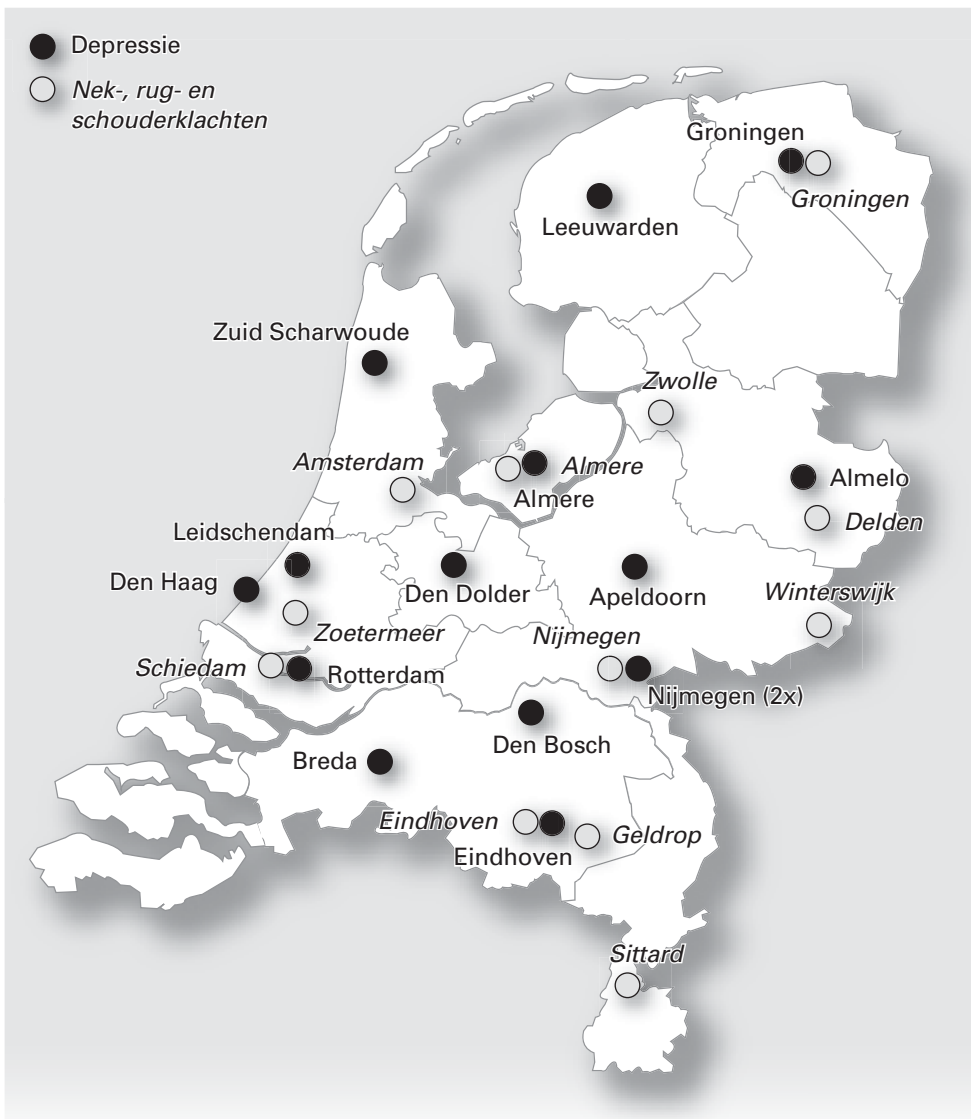 Depressie
Nek-, rug- en
schouderklachten
Groningen
Groningen
Leeuwarden
Zuid Scharwoude
Zwolle
Amsterdam
Almere
Almere
Almelo
Delden
Leidschendam
Den Haag
Den Dolder
Apeldoorn
Winterswijk
Zoetermeer
Nijmegen
Schiedam
Rotterdam
Nijmegen (2x)
Den Bosch
Breda
Eindhoven
Geldrop
Eindhoven
Sittard